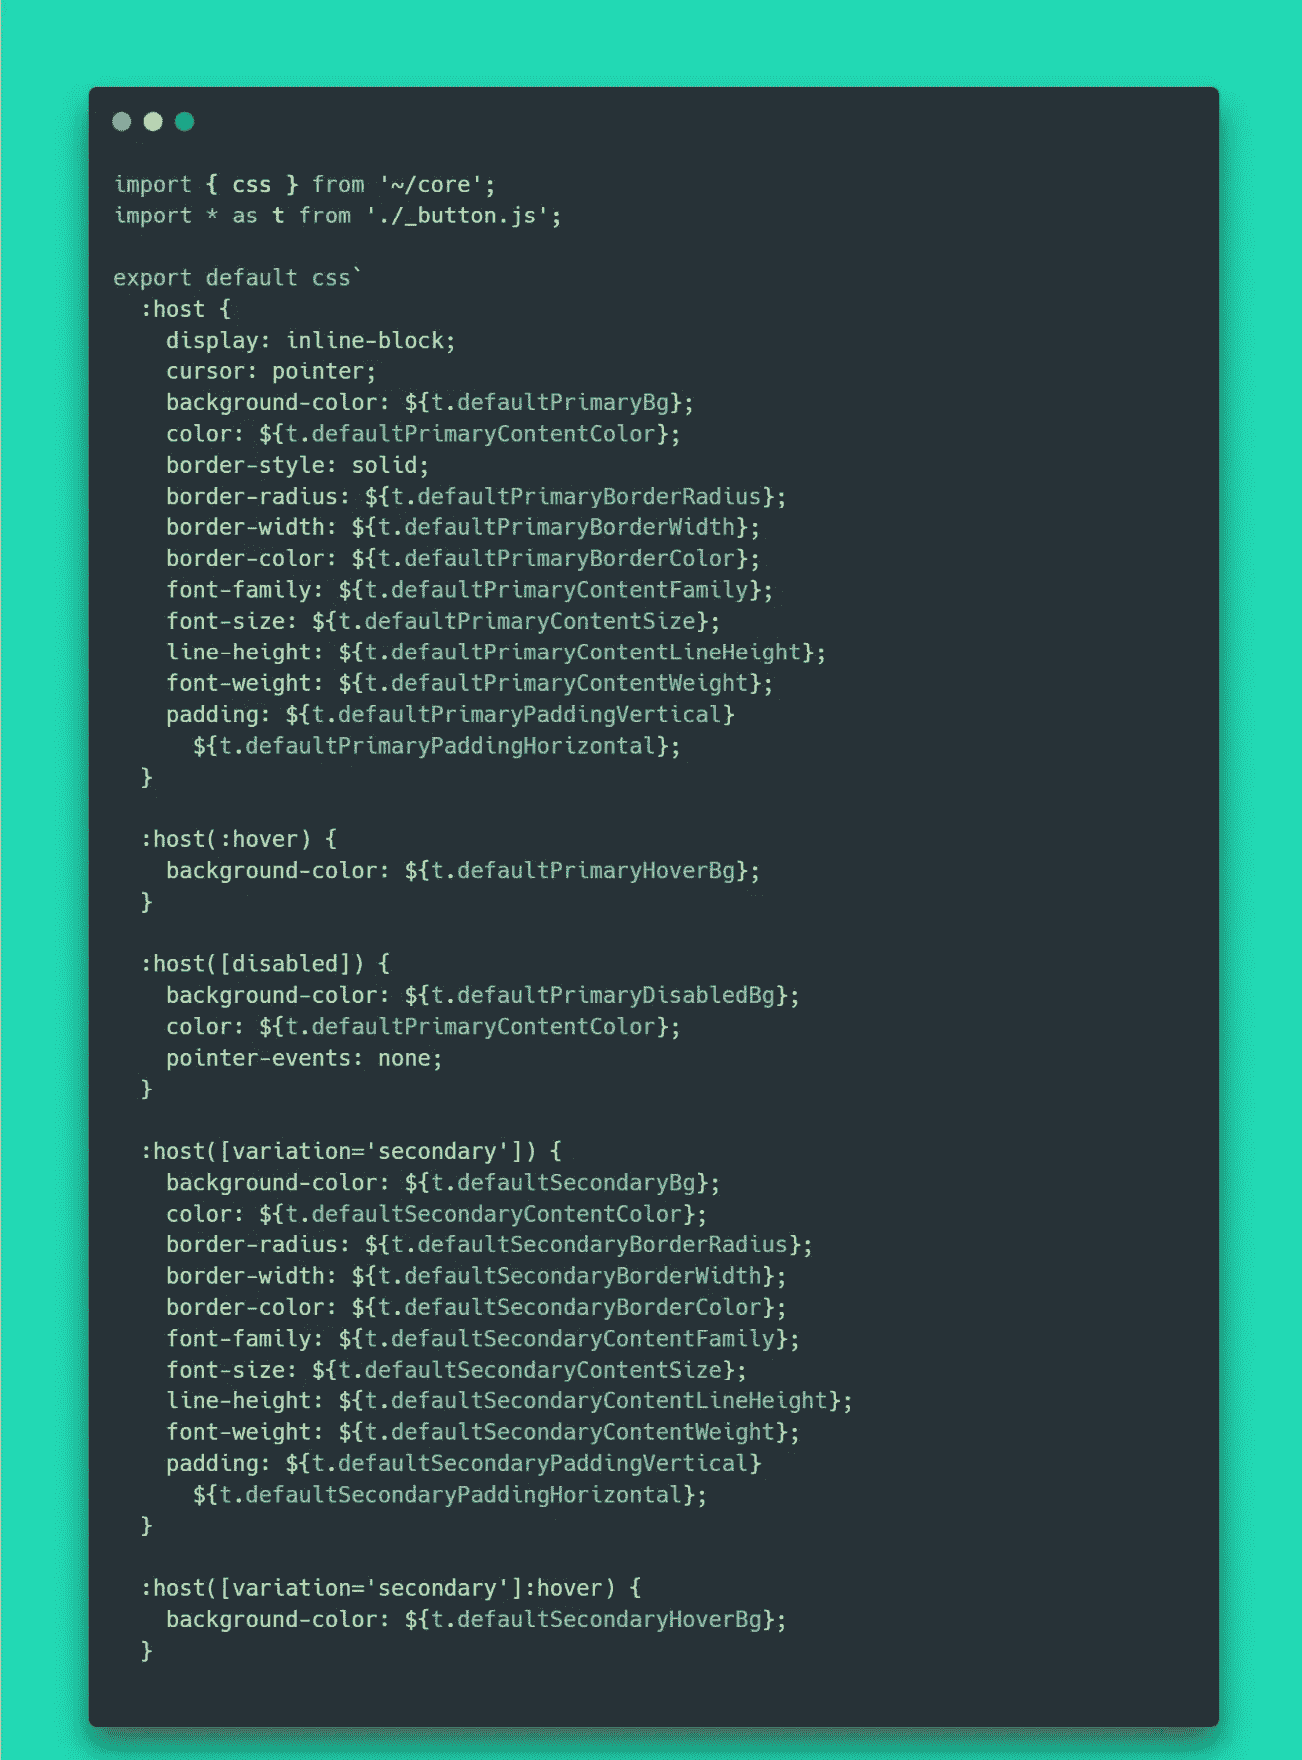 import { css } from '~/core';
import * as t from './_button.js';

export default css`
  :host {
    display: inline-block;
    cursor: pointer;
    background-color: ${t.defaultPrimaryBg};
    color: ${t.defaultPrimaryContentColor};
    border-style: solid;
    border-radius: ${t.defaultPrimaryBorderRadius};
    border-width: ${t.defaultPrimaryBorderWidth};
    border-color: ${t.defaultPrimaryBorderColor};
    font-family: ${t.defaultPrimaryContentFamily};
    font-size: ${t.defaultPrimaryContentSize};
    line-height: ${t.defaultPrimaryContentLineHeight};
    font-weight: ${t.defaultPrimaryContentWeight};
    padding: ${t.defaultPrimaryPaddingVertical}
      ${t.defaultPrimaryPaddingHorizontal};
  }

  :host(:hover) {
    background-color: ${t.defaultPrimaryHoverBg};
  }

  :host([disabled]) {
    background-color: ${t.defaultPrimaryDisabledBg};
    color: ${t.defaultPrimaryContentColor};
    pointer-events: none;
  }

  :host([variation='secondary']) {
    background-color: ${t.defaultSecondaryBg};
    color: ${t.defaultSecondaryContentColor};
    border-radius: ${t.defaultSecondaryBorderRadius};
    border-width: ${t.defaultSecondaryBorderWidth};
    border-color: ${t.defaultSecondaryBorderColor};
    font-family: ${t.defaultSecondaryContentFamily};
    font-size: ${t.defaultSecondaryContentSize};
    line-height: ${t.defaultSecondaryContentLineHeight};
    font-weight: ${t.defaultSecondaryContentWeight};
    padding: ${t.defaultSecondaryPaddingVertical}
      ${t.defaultSecondaryPaddingHorizontal};
  }

  :host([variation='secondary']:hover) {
    background-color: ${t.defaultSecondaryHoverBg};
  }